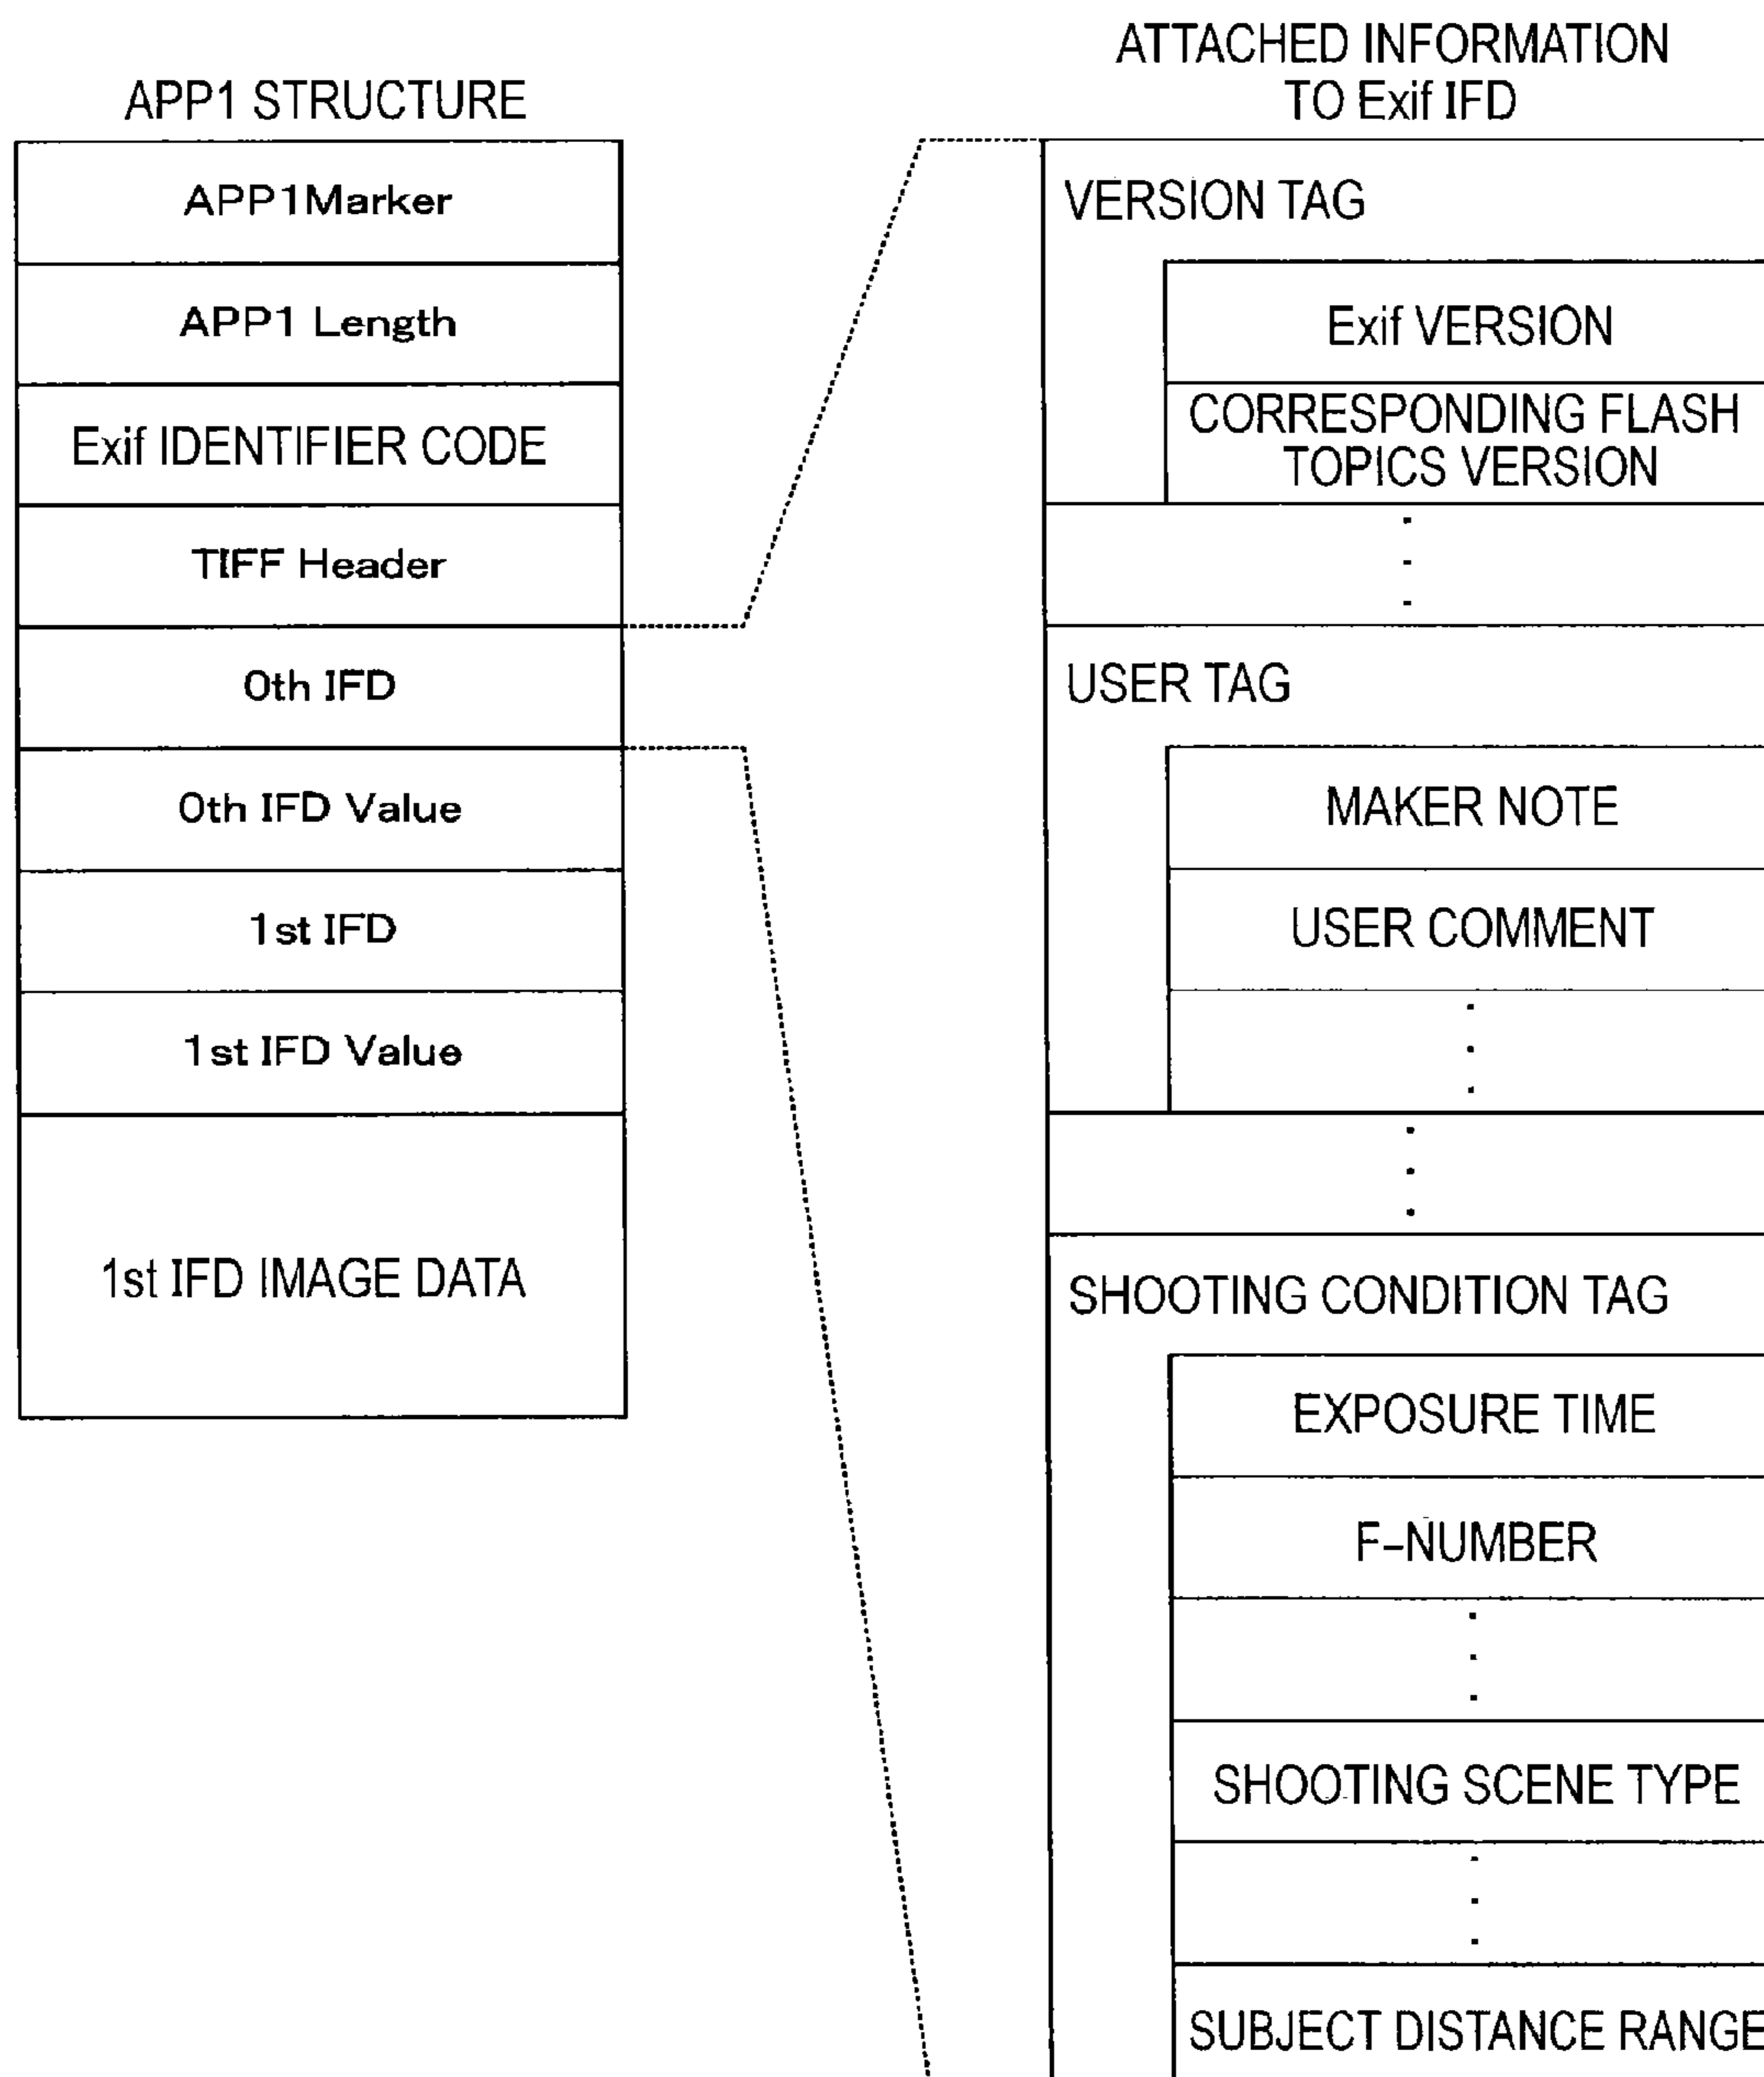 APP1 STRUCTURE
APP1Marker
APP1 Length
Exif IDENTIFIER CODE
TIFF Header
0th IFD
0th IFD Value
1st IFD
1st IFD Value
1st IFD IMAGE DATA
ATTACHED INFORMATION
TO Exif IFD
VERSION TAG
Exif VERSION
CORRESPONDING FLASH
TOPICS VERSION
USER TAG
MAKER NOTE
USER COMMENT
SHOOTING CONDITION TAG
EXPOSURE TIME
F-NUMBER
SHOOTING SCENE TYPE
SUBJECT DISTANCE RANGE